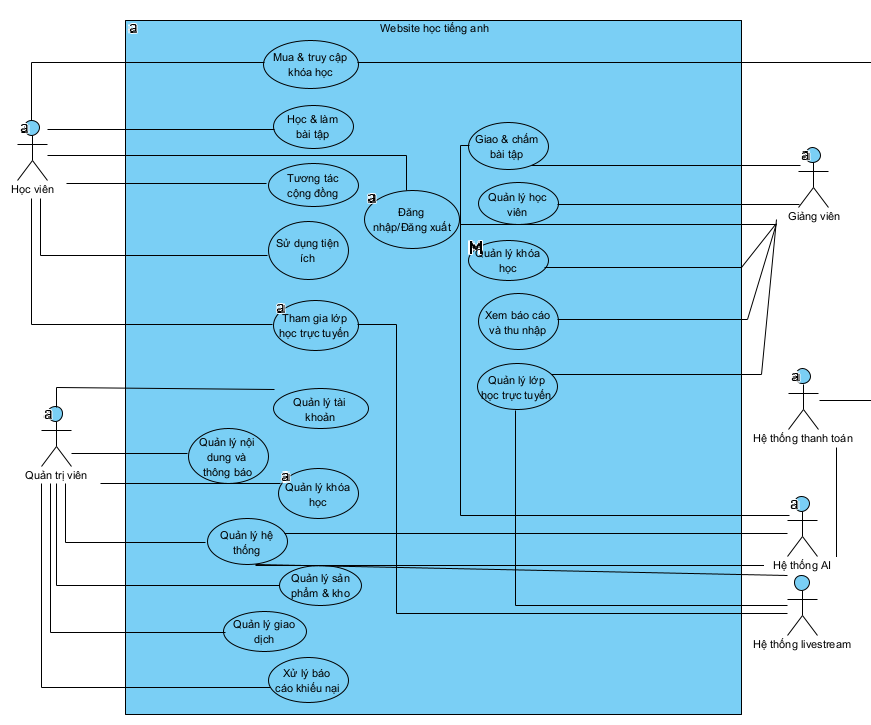 a
Website học tiếng anh
Mua & truy cập
khóa học
a
Học viên
Học & làm
bài tập
Giao & chấm
bài tập
a
Giảng viên
Tương tác
cộng đồng
a
Đăng
nhập/Đăng xuất
Quản lý học
viên
Sử dụng tiện
ích
M
Quản lý khóa
học
a
Tham gia lớp
học trực tuyến
Xem báo cáo
và thu nhập
Quản lý lớp
học trực tuyến
a
Hệ thống thanh toán
a
Quản trị viên
Quản lý tài
khoản
Quản lý nội
dung và
thông báo
a
Quản lý khóa
học
a
Hệ thống AI
Quản lý hệ
thống
Quản lý sản
phẩm & kho
Hệ thống livestream
Quản lý giao
dịch
Xử lý báo
cáo khiếu nại